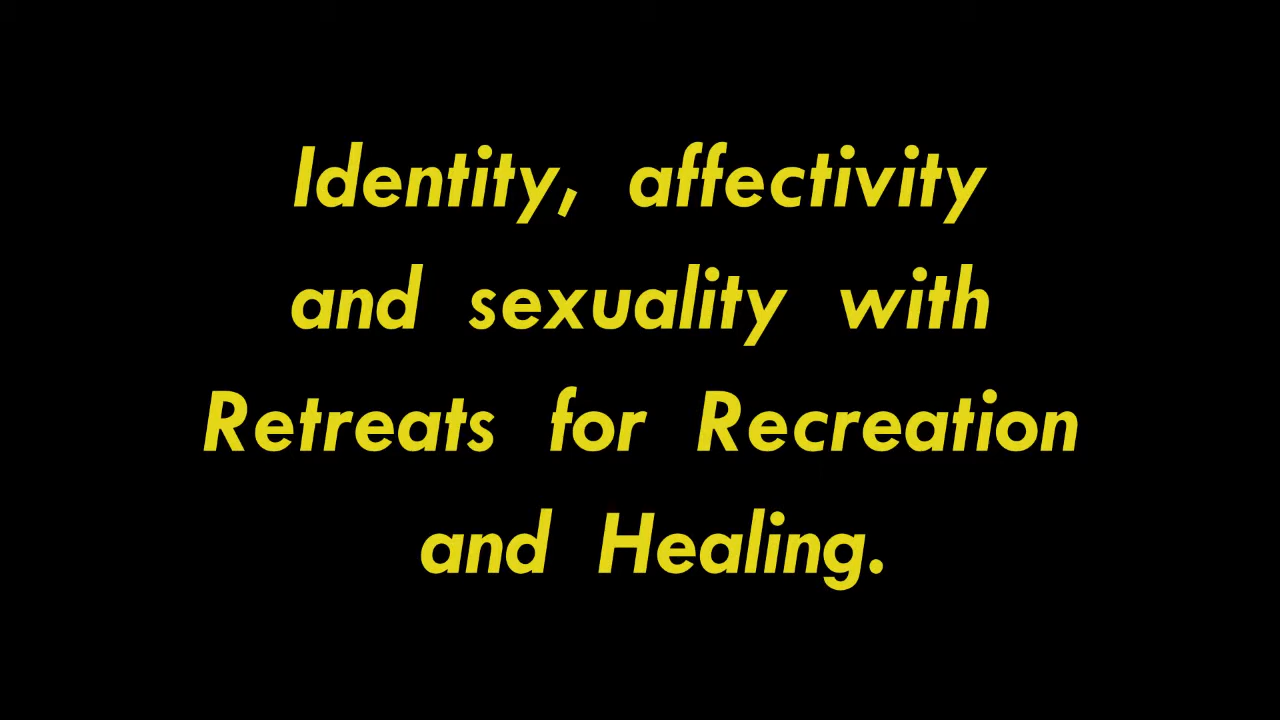 Identity, affectivity
and sexuality with
Retreats for Recreation
and Healing.